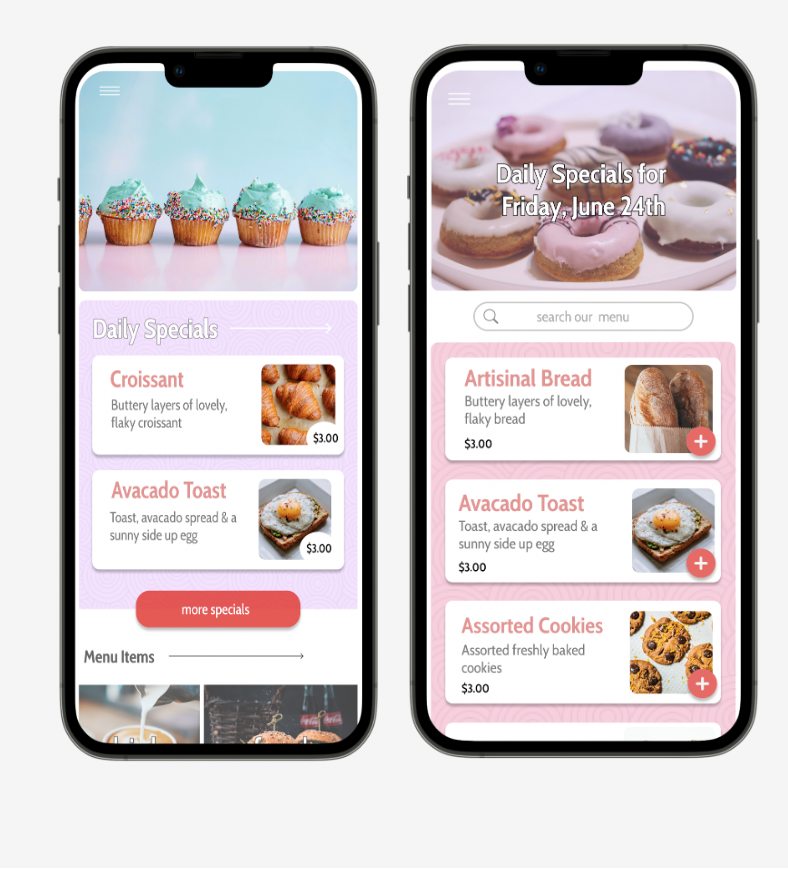 Daily Specials
Croissant
Buttery layers of lovely,
flaky croissant
$3.00
Avacado Toast
Toast, avacado spread & a
sunny side up egg
$3.00
more specials
Menu Items
Daily Specials for
Friday, June 24th
search our menu
Artisinal Bread
Buttery layers of lovely,
flaky bread
$3.00
Avacado Toast
Toast, avacado spread & a
sunny side up egg
$3.00
Assorted Cookies
Assorted freshly baked
cookies
$3.00